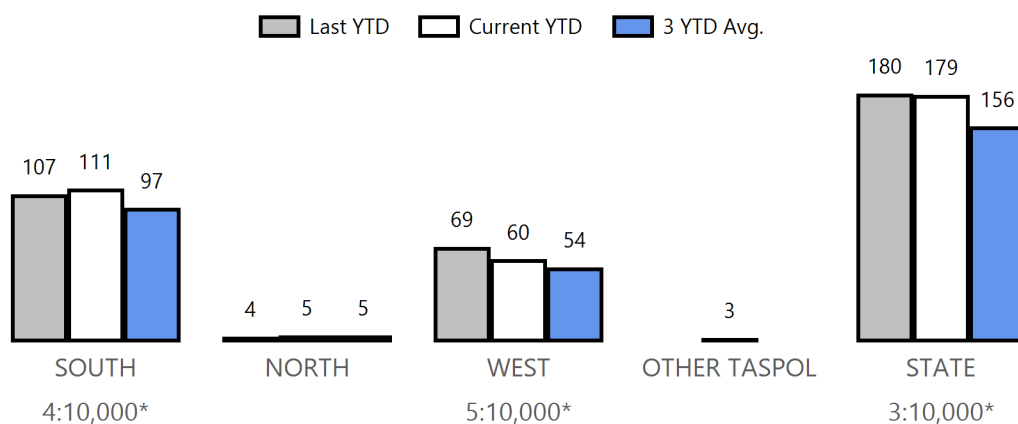 Last YTD Current YTD 3 YTD Avg.
180 179 156
107 111 97
69 60 54
4 5 5
3
SOUTH NORTH WEST OTHER TASPOL STATE
4:10,000* 5:10,000* 3:10,000*